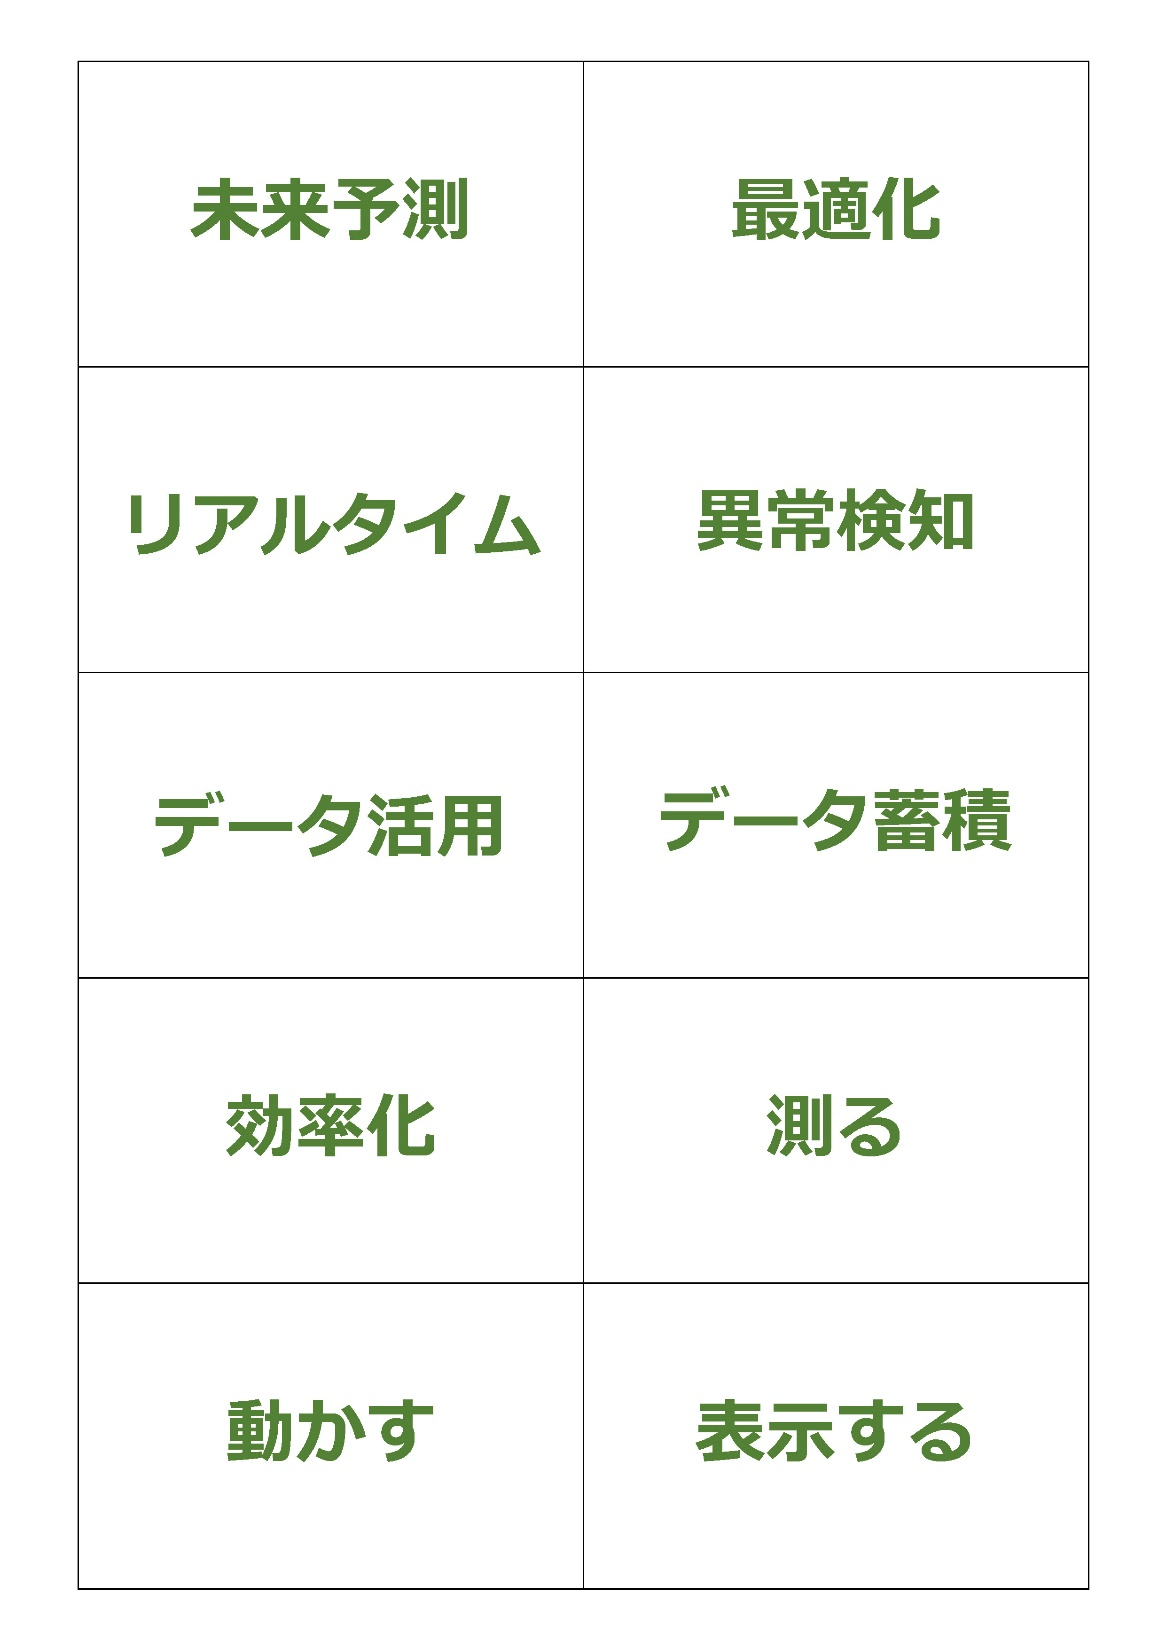 未来予測
最適化
リアルタイム
異常検知
データ活用
データ蓄積
効率化
測る
動かす
表示する